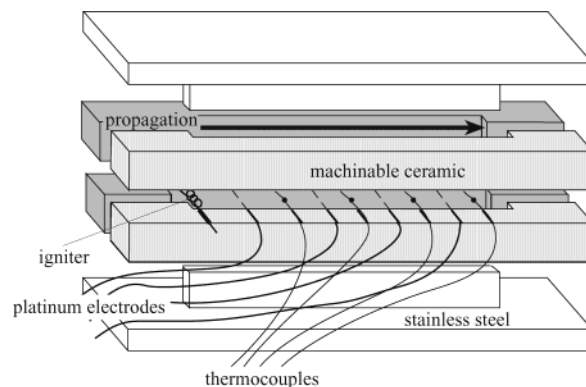 propagation
machinable ceramic
igniter
platinum electrodes
stainless steel
thermocouples